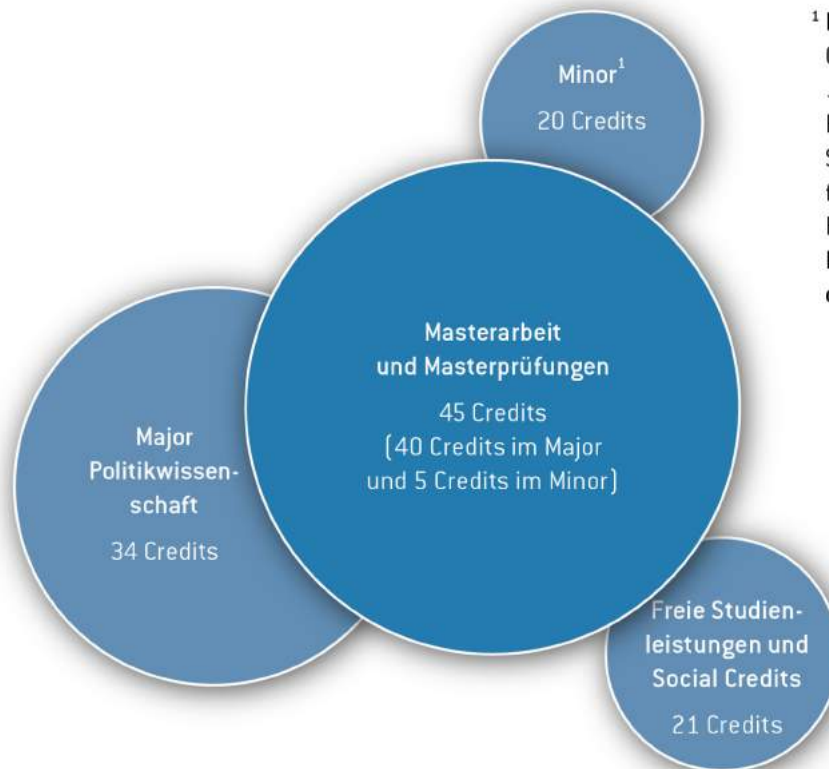 Minor¹
20 Credits
Masterarbeit
und Masterprüfungen
45 Credits
(40 Credits im Major
und 5 Credits im Minor)
Major
Politikwissen-
schaft
34 Credits
Freie Studien-
leistungen und
Social Credits
21 Credits
1